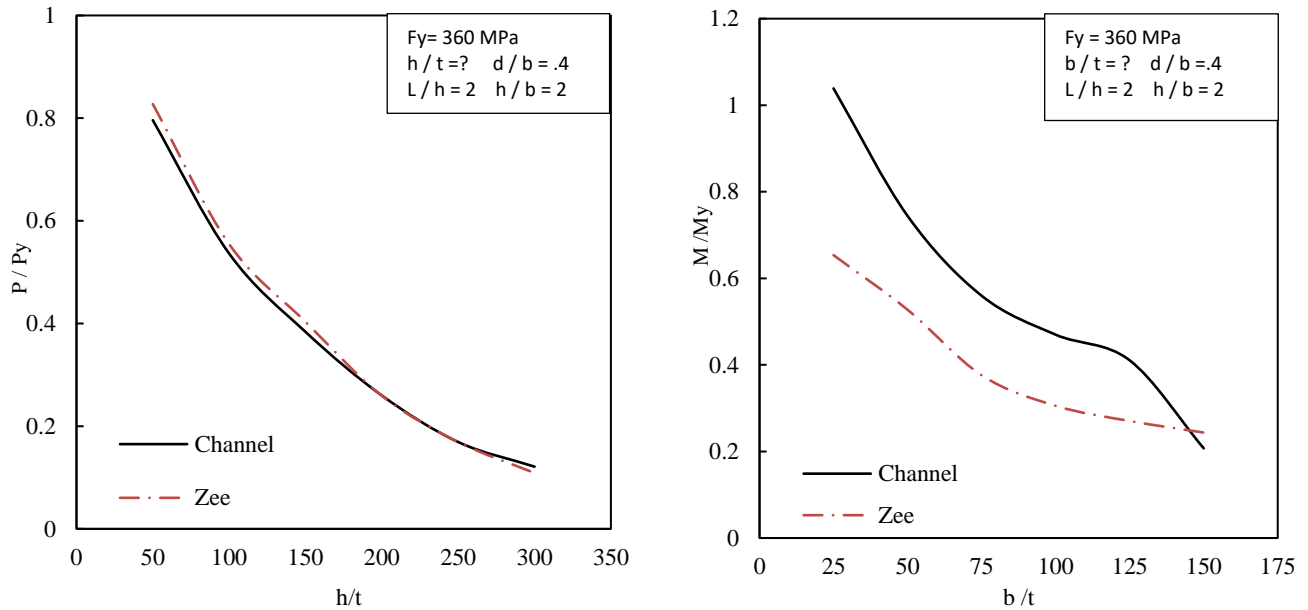 Fy= 360 MPa
h / t =? d / b = .4
L / h = 2 h / b = 2
1
0.8
0.6
0.4
0.2
0
P / Py
Channel
Zee
0 50 100 150 200 250 300 350
h/t
Fy = 360 MPa
b / t = ? d / b =.4
L / h = 2 h / b = 2
1.2
1
0.8
0.6
0.4
0.2
0
M /My
Channel
Zee
0 25 50 75 100 125 150 175
b /t